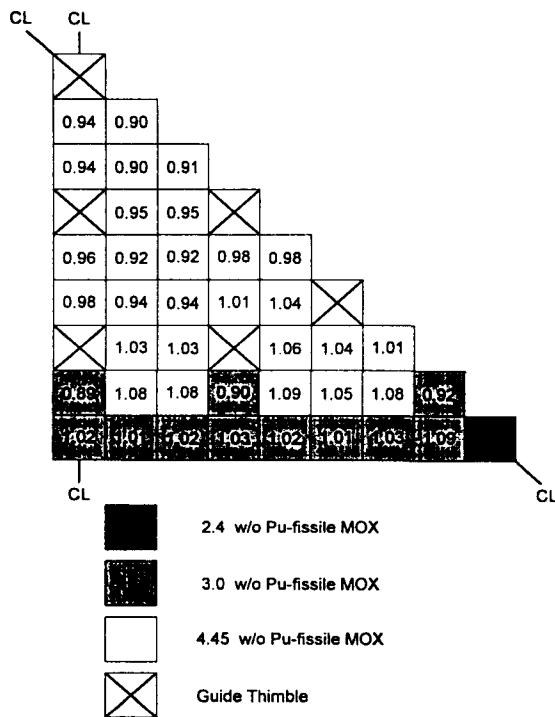 CL CL
0.94 0.90
0.94 0.90 0.91
0.95 0.95
0.96 0.92 0.92 0.98 0.98
0.98 0.94 0.94 1.01 1.04
1.03 1.03 1.06 1.04 1.01
0.89 1.08 1.08 0.90 1.09 1.05 1.08 0.92
1.02 1.01 1.02 1.03 1.02 1.01 1.03 1.09
CL CL
2.4 w/o Pu-fissile MOX
3.0 w/o Pu-fissile MOX
4.45 w/o Pu-fissile MOX
Guide Thimble